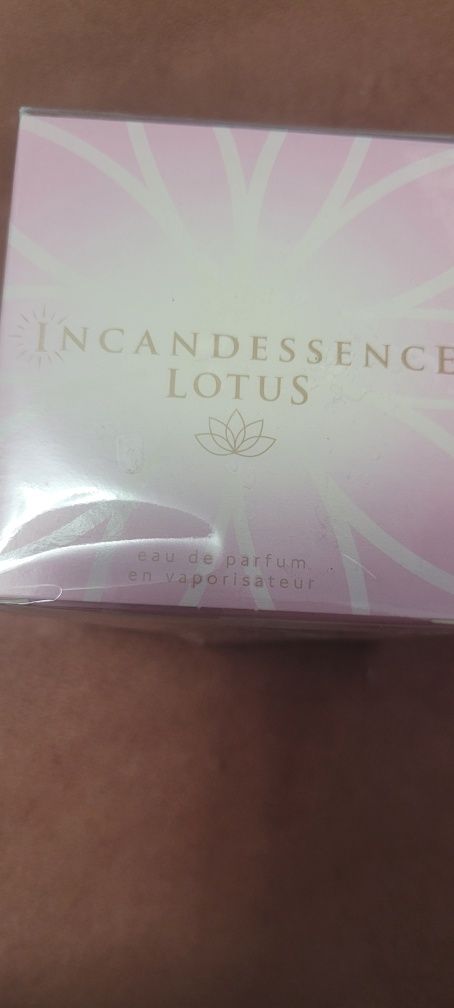 INCANDESSENCE
LOTUS
eau de parfum
en vaporisateur